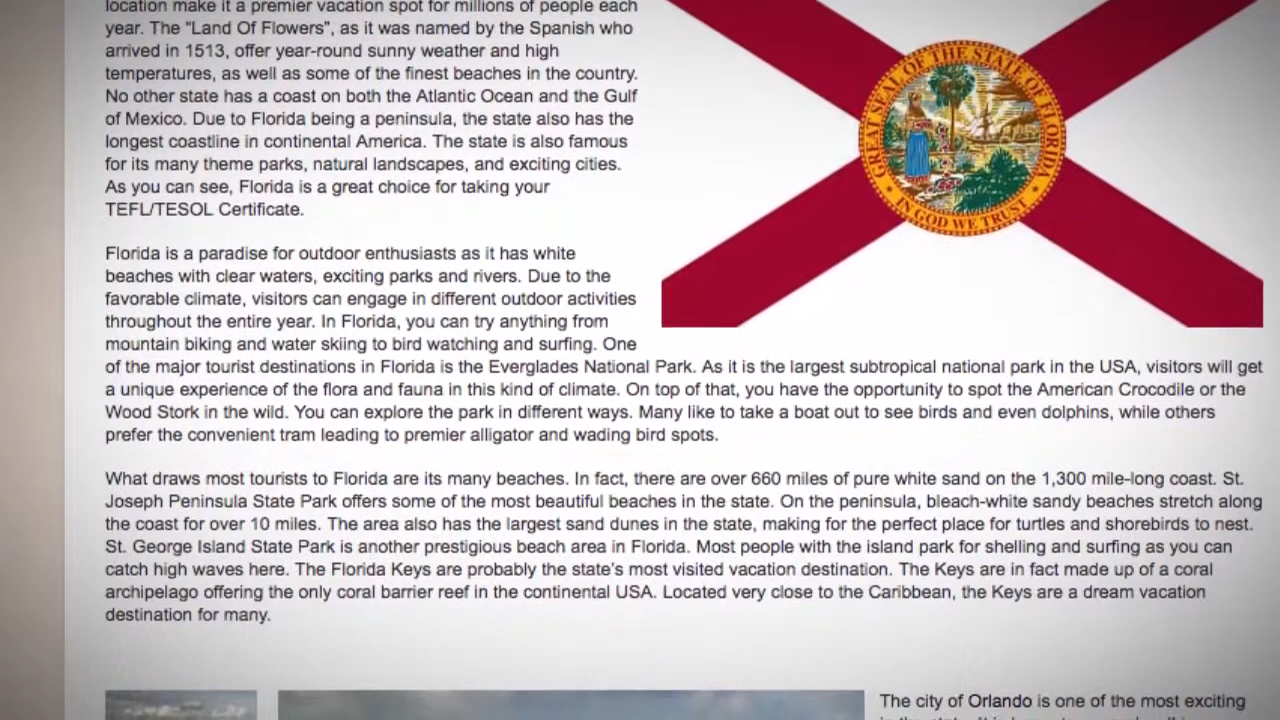 location make it a premier vacation spot for millions of people each
year. The “Land Of Flowers”, as it was named by the Spanish who
arrived in 1513, offer year-round sunny weather and high
temperatures, as well as some of the finest beaches in the country.
No other state has a coast on both the Atlantic Ocean and the Gulf
of Mexico. Due to Florida being a peninsula, the state also has the
longest coastline in continental America. The state is also famous
for its many theme parks, natural landscapes, and exciting cities.
As you can see, Florida is a great choice for taking your
TEFL/TESOL Certificate.
GREAT SEAL OF THE STATE OF FLORIDA
IN GOD WE TRUST
Florida is a paradise for outdoor enthusiasts as it has white
beaches with clear waters, exciting parks and rivers. Due to the
favorable climate, visitors can engage in different outdoor activities
throughout the entire year. In Florida, you can try anything from
mountain biking and water skiing to bird watching and surfing. One
of the major tourist destinations in Florida is the Everglades National Park. As it is the largest subtropical national park in the USA, visitors will get
a unique experience of the flora and fauna in this kind of climate. On top of that, you have the opportunity to spot the American Crocodile or the
Wood Stork in the wild. You can explore the park in different ways. Many like to take a boat out to see birds and even dolphins, while others
prefer the convenient tram leading to premier alligator and wading bird spots.
What draws most tourists to Florida are its many beaches. In fact, there are over 660 miles of pure white sand on the 1,300 mile-long coast. St.
Joseph Peninsula State Park offers some of the most beautiful beaches in the state. On the peninsula, bleach-white sandy beaches stretch along
the coast for over 10 miles. The area also has the largest sand dunes in the state, making for the perfect place for turtles and shorebirds to nest.
St. George Island State Park is another prestigious beach area in Florida. Most people with the island park for shelling and surfing as you can
catch high waves here. The Florida Keys are probably the state's most visited vacation destination. The Keys are in fact made up of a coral
archipelago offering the only coral barrier reef in the continental USA. Located very close to the Caribbean, the Keys are a dream vacation
destination for many.
The city of Orlando is one of the most exciting